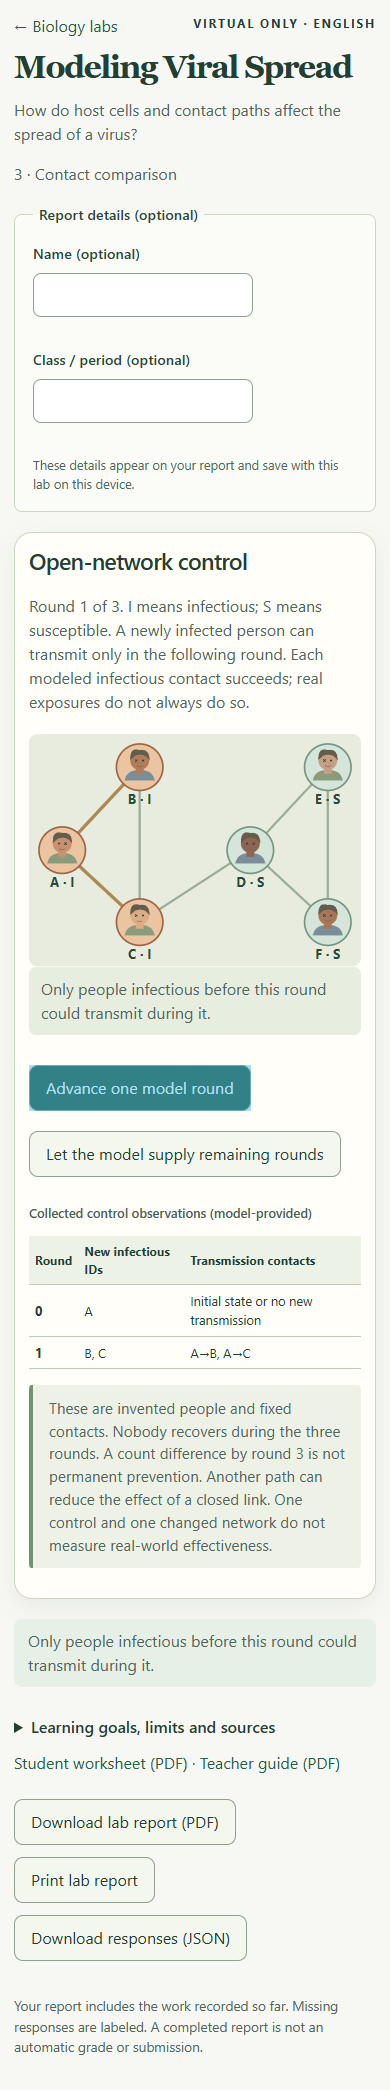 ← Biology labs
VIRTUAL ONLY · ENGLISH
Modeling Viral Spread
How do host cells and contact paths affect the
spread of a virus?
3 · Contact comparison
Report details (optional)
Name (optional)
Class / period (optional)
These details appear on your report and save with this
lab on this device.
Open-network control
Round 1 of 3. I means infectious; S means
susceptible. A newly infected person can
transmit only in the following round. Each
modeled infectious contact succeeds; real
exposures do not always do so.
B · I
E · S
A · I
D · S
C · I
F · S
Only people infectious before this round
could transmit during it.
Advance one model round
Let the model supply remaining rounds
Collected control observations (model-provided)
Round New infectious IDs Transmission contacts
0 A Initial state or no new transmission
1 B, C A→B, A→C
These are invented people and fixed
contacts. Nobody recovers during the three
rounds. A count difference by round 3 is not
permanent prevention. Another path can
reduce the effect of a closed link. One
control and one changed network do not
measure real-world effectiveness.
Only people infectious before this round could
transmit during it.
▶ Learning goals, limits and sources
Student worksheet (PDF) · Teacher guide (PDF)
Download lab report (PDF)
Print lab report
Download responses (JSON)
Your report includes the work recorded so far. Missing
responses are labeled. A completed report is not an
automatic grade or submission.